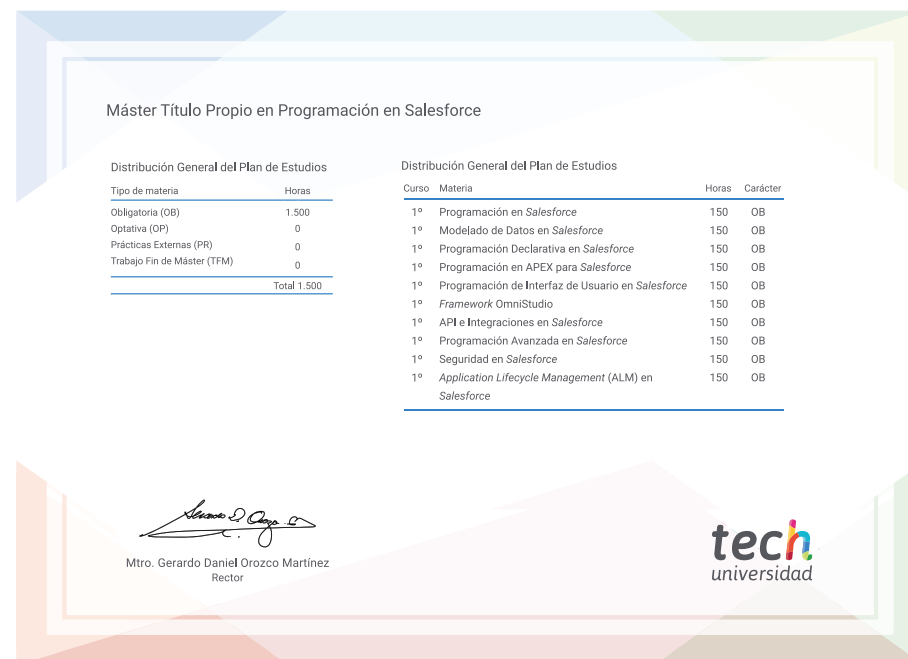 Máster Título Propio en Programación en Salesforce
Distribución General del Plan de Estudios
Tipo de materia Horas
Obligatoria (OB) 1.500
Optativa (OP) 0
Prácticas Externas (PR) 0
Trabajo Fin de Máster (TFM) 0
Total 1.500
Distribución General del Plan de Estudios
Curso Materia Horas Carácter
1º Programación en Salesforce 150 OB
1º Modelado de Datos en Salesforce 150 OB
1º Programación Declarativa en Salesforce 150 OB
1º Programación en APEX para Salesforce 150 OB
1º Programación de Interfaz de Usuario en Salesforce 150 OB
1º Framework OmniStudio 150 OB
1º API e Integraciones en Salesforce 150 OB
1º Programación Avanzada en Salesforce 150 OB
1º Seguridad en Salesforce 150 OB
1º Application Lifecycle Management (ALM) en 150 OB
Salesforce
Mtro. Gerardo Daniel Orozco Martínez
Rector
tech
universidad